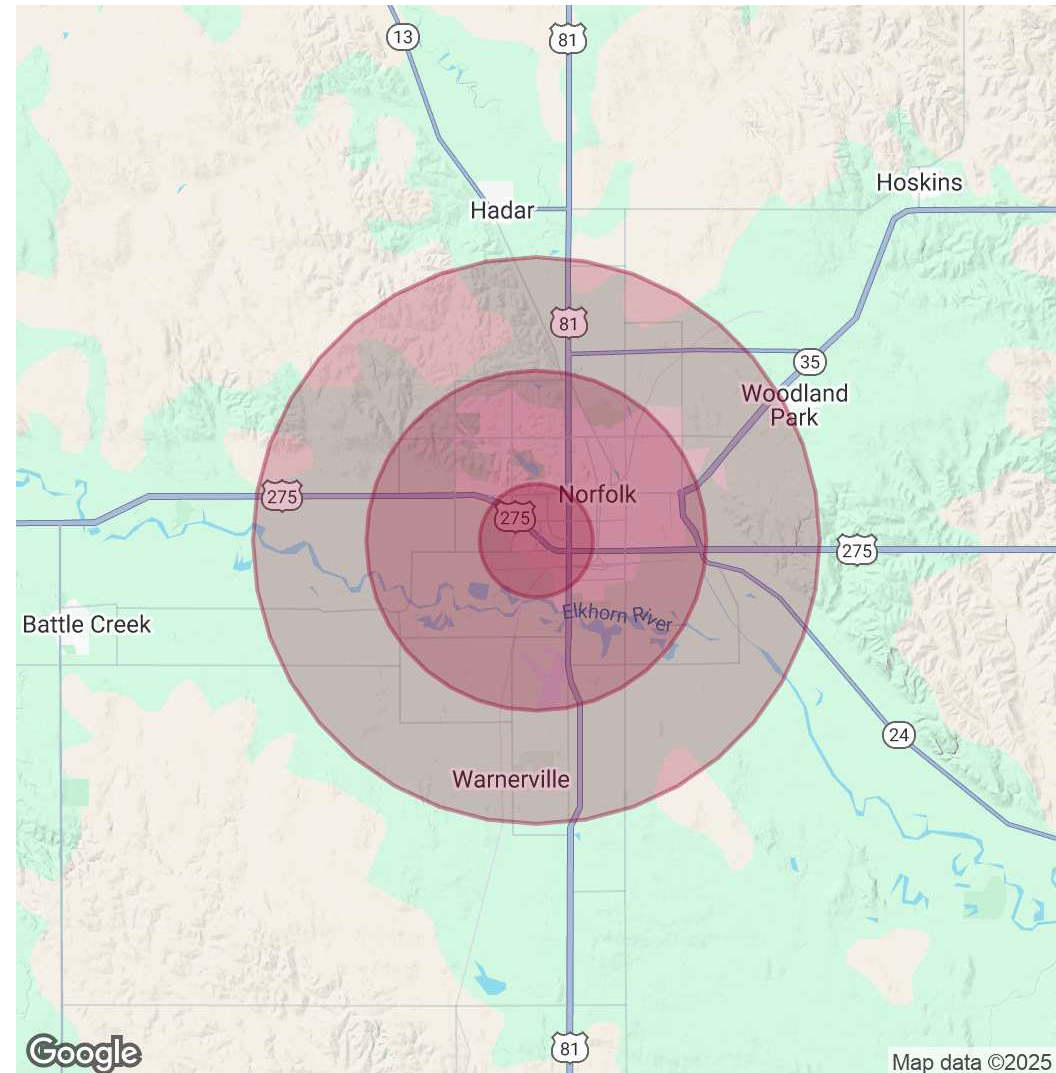 13
81
Hoskins
Hadar
81
35
Woodland
Park
275
Norfolk
275
275
Elkhorn River
Battle Creek
24
Warnerville
81
Google
Map data ©2025